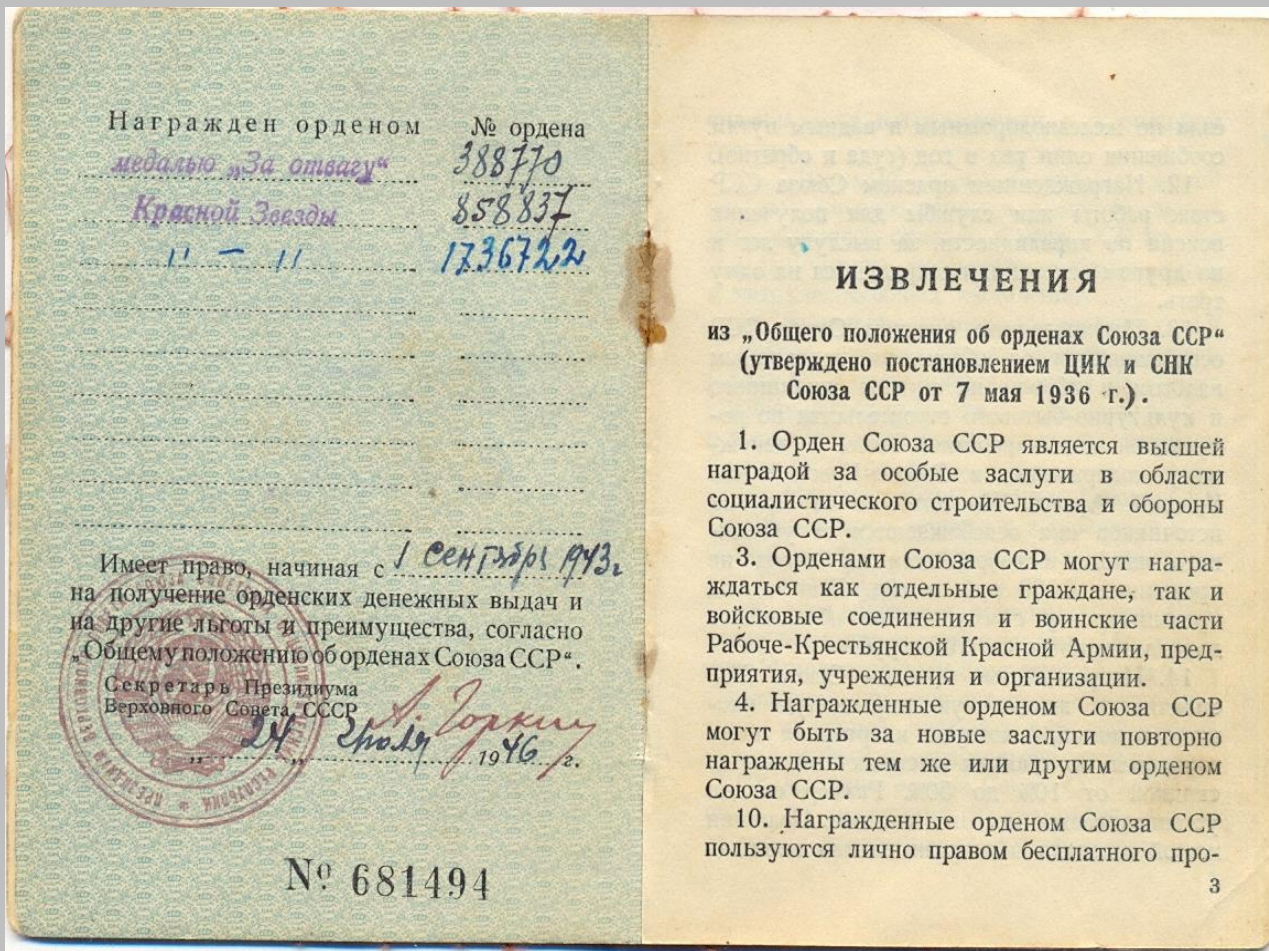 Награжден орденом № ордена
медалью „За отвагу“ 388770
Красной Звезды 858837
" — " 1736722
Имеет право, начиная с 1 сентября 1943г
на получение орденских денежных выдач и
на другие льготы и преимущества, согласно
„Общему положению об орденах Союза ССР“.
Секретарь Президиума
Верховного Совета СССР А. Горкин
„24„ июля 1946 г.
№ 681494
ИЗВЛЕЧЕНИЯ
из „Общего положения об орденах Союза ССР“
(утверждено постановлением ЦИК и СНК
Союза ССР от 7 мая 1936 г.).
1. Орден Союза ССР является высшей
наградой за особые заслуги в области
социалистического строительства и обороны
Союза ССР.
3. Орденами Союза ССР могут награ-
ждаться как отдельные граждане, так и
войсковые соединения и воинские части
Рабоче-Крестьянской Красной Армии, пред-
приятия, учреждения и организации.
4. Награжденные орденом Союза ССР
могут быть за новые заслуги повторно
награждены тем же или другим орденом
Союза ССР.
10. Награжденные орденом Союза ССР
пользуются лично правом бесплатного про-
3